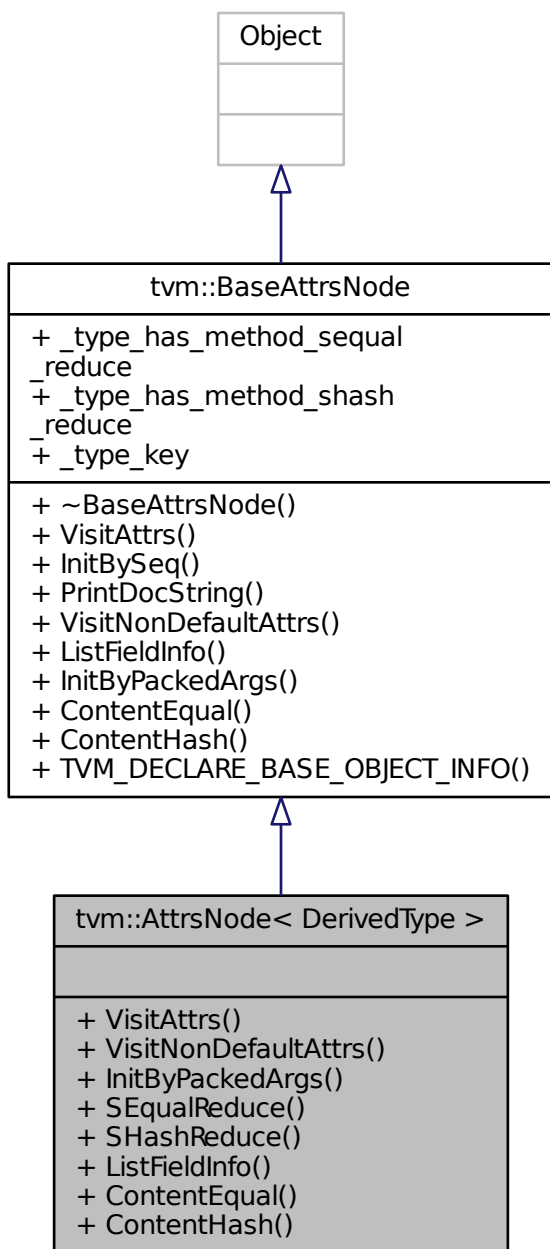 Object
tvm::BaseAttrsNode
+ _type_has_method_sequal
_reduce
+ _type_has_method_shash
_reduce
+ _type_key
+ ~BaseAttrsNode()
+ VisitAttrs()
+ InitBySeq()
+ PrintDocString()
+ VisitNonDefaultAttrs()
+ ListFieldInfo()
+ InitByPackedArgs()
+ ContentEqual()
+ ContentHash()
+ TVM_DECLARE_BASE_OBJECT_INFO()
tvm::AttrsNode< DerivedType >
+ VisitAttrs()
+ VisitNonDefaultAttrs()
+ InitByPackedArgs()
+ SEqualReduce()
+ SHashReduce()
+ ListFieldInfo()
+ ContentEqual()
+ ContentHash()